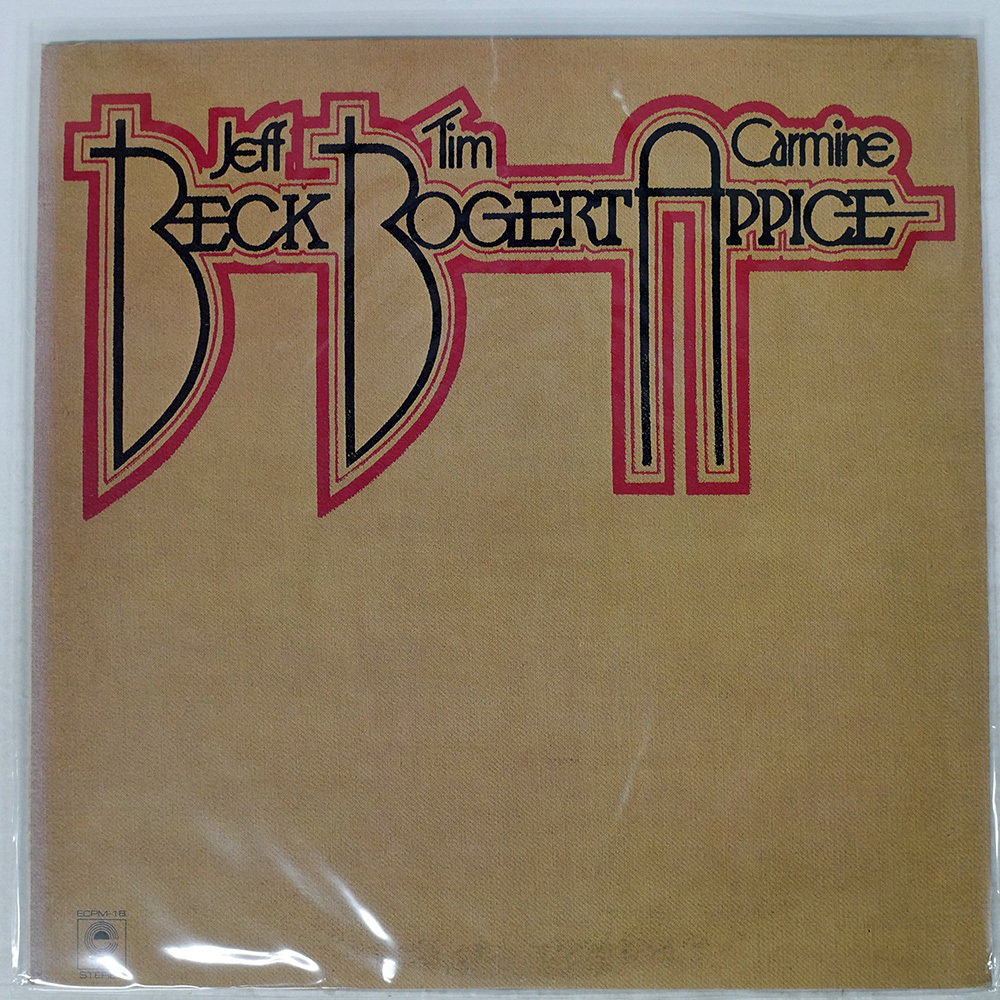 Jeff Tim Carmine
BECK BOGERT APPICE
ECPM-18
STEREO